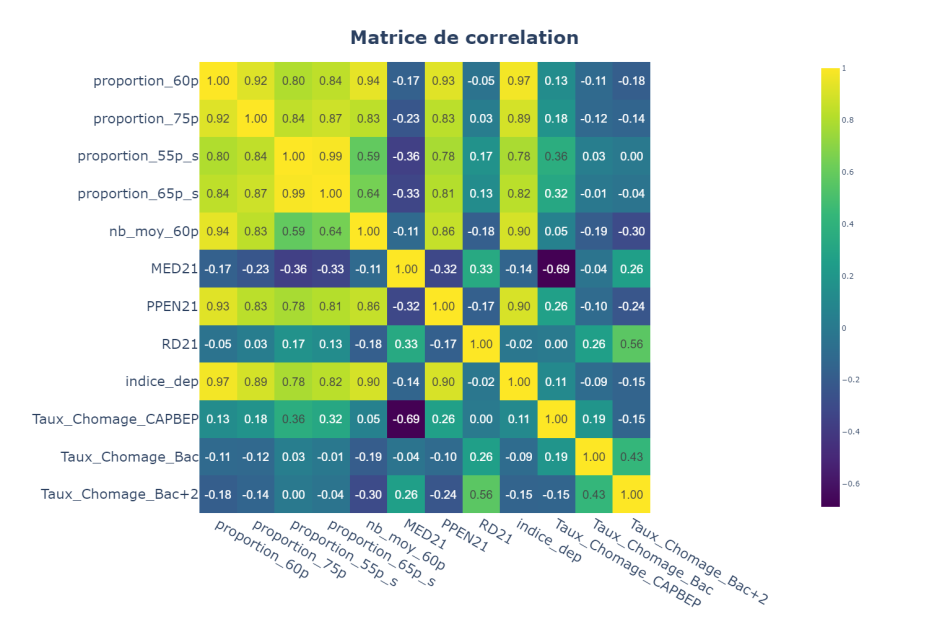 Matrice de correlation
proportion_60p 1.00 0.92 0.80 0.84 0.94 -0.17 0.93 -0.05 0.97 0.13 -0.11 -0.18
proportion_75p 0.92 1.00 0.84 0.87 0.83 -0.23 0.83 0.03 0.89 0.18 -0.12 -0.14
proportion_55p_s 0.80 0.84 1.00 0.99 0.59 -0.36 0.78 0.17 0.78 0.36 0.03 0.00
proportion_65p_s 0.84 0.87 0.99 1.00 0.64 -0.33 0.81 0.13 0.82 0.32 -0.01 -0.04
nb_moy_60p 0.94 0.83 0.59 0.64 1.00 -0.11 0.86 -0.18 0.90 0.05 -0.19 -0.30
MED21 -0.17 -0.23 -0.36 -0.33 -0.11 1.00 -0.32 0.33 -0.14 -0.69 -0.04 0.26
PPEN21 0.93 0.83 0.78 0.81 0.86 -0.32 1.00 -0.17 0.90 0.26 -0.10 -0.24
RD21 -0.05 0.03 0.17 0.13 -0.18 0.33 -0.17 1.00 -0.02 0.00 0.26 0.56
indice_dep 0.97 0.89 0.78 0.82 0.90 -0.14 0.90 -0.02 1.00 0.11 -0.09 -0.15
Taux_Chomage_CAPBEP 0.13 0.18 0.36 0.32 0.05 -0.69 0.26 0.00 0.11 1.00 0.19 -0.15
Taux_Chomage_Bac -0.11 -0.12 0.03 -0.01 -0.19 -0.04 -0.10 0.26 -0.09 0.19 1.00 0.43
Taux_Chomage_Bac+2 -0.18 -0.14 0.00 -0.04 -0.30 0.26 -0.24 0.56 -0.15 -0.15 0.43 1.00
proportion_60p
proportion_75p
proportion_55p_s
proportion_65p_s
nb_moy_60p
MED21
PPEN21
RD21
indice_dep
Taux_Chomage_CAPBEP
Taux_Chomage_Bac
Taux_Chomage_Bac+2
1
0.8
0.6
0.4
0.2
0
−0.2
−0.4
−0.6